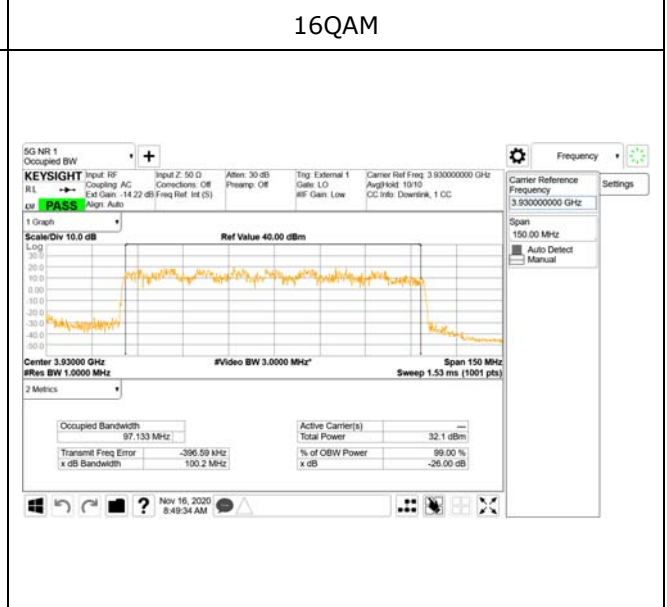 16QAM
5G NR 1
Occupied BW
+
Frequency
Settings
KEYSIGHT
RL
LW PASS
Input: RF
Coupling: AC
Ext Gain: -14.22 dB
Align: Auto
Input Z: 50 Ω
Corrections: Off
Freq Ref: Int (S)
Atten: 30 dB
Preamp: Off
Trig: External 1
Gate: LO
#IF Gain: Low
Carrier Ref Freq: 3.930000000 GHz
Avg|Hold: 10/10
CC Info: Downlink, 1 CC
Carrier Reference
Frequency
3.930000000 GHz
Span
150.00 MHz
Auto Detect
Manual
1 Graph
Scale/Div 10.0 dB
Ref Value 40.00 dBm
Log
30.0
20.0
10.0
0.00
-10.0
-20.0
-30.0
-40.0
-50.0
Center 3.93000 GHz
#Video BW 3.0000 MHz*
Span 150 MHz
#Res BW 1.0000 MHz
Sweep 1.53 ms (1001 pts)
2 Metrics
Occupied Bandwidth
97.133 MHz
Transmit Freq Error -396.59 kHz
x dB Bandwidth 100.2 MHz
Active Carrier(s) ---
Total Power 32.1 dBm
% of OBW Power 99.00 %
x dB -26.00 dB
?
Nov 16, 2020
8:49:34 AM